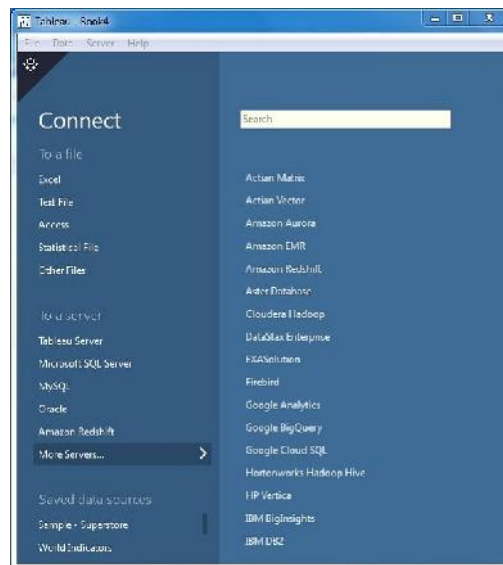 Tableau - Book4
File Data Server Help
Connect
To a file
Excel
Text File
Access
Statistical File
Other Files
To a server
Tableau Server
Microsoft SQL Server
MySQL
Oracle
Amazon Redshift
More Servers...
Saved data sources
Sample - Superstore
World Indicators
Search
Actian Matrix
Actian Vector
Amazon Aurora
Amazon EMR
Amazon Redshift
Aster Database
Cloudera Hadoop
DataStax Enterprise
EXASolution
Firebird
Google Analytics
Google BigQuery
Google Cloud SQL
Hortonworks Hadoop Hive
HP Vertica
IBM BigInsights
IBM DB2